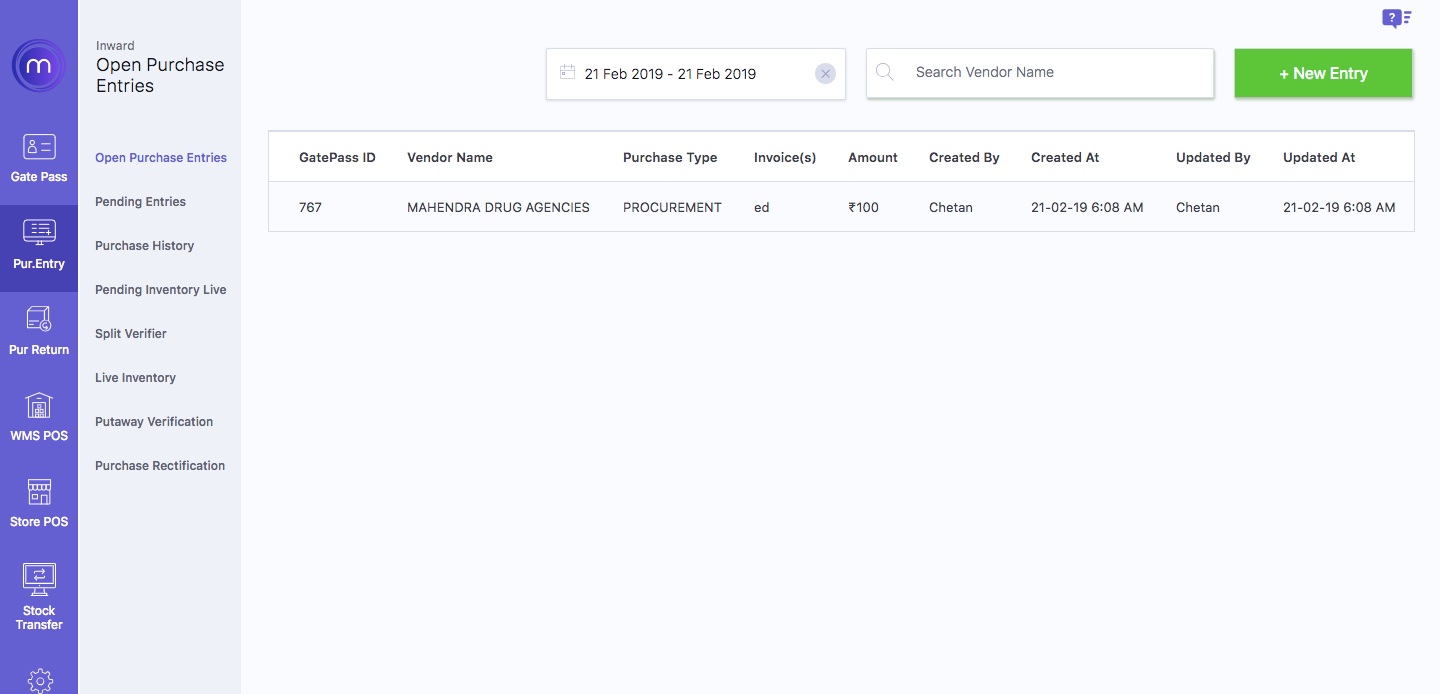 m
Gate Pass
Pur.Entry
Pur Return
WMS POS
Store POS
Stock
Transfer
Inward
Open Purchase
Entries
Open Purchase Entries
Pending Entries
Purchase History
Pending Inventory Live
Split Verifier
Live Inventory
Putaway Verification
Purchase Rectification
?
21 Feb 2019 - 21 Feb 2019
Search Vendor Name
+ New Entry
GatePass ID Vendor Name Purchase Type Invoice(s) Amount Created By Created At Updated By Updated At
767 MAHENDRA DRUG AGENCIES PROCUREMENT ed ₹100 Chetan 21-02-19 6:08 AM Chetan 21-02-19 6:08 AM